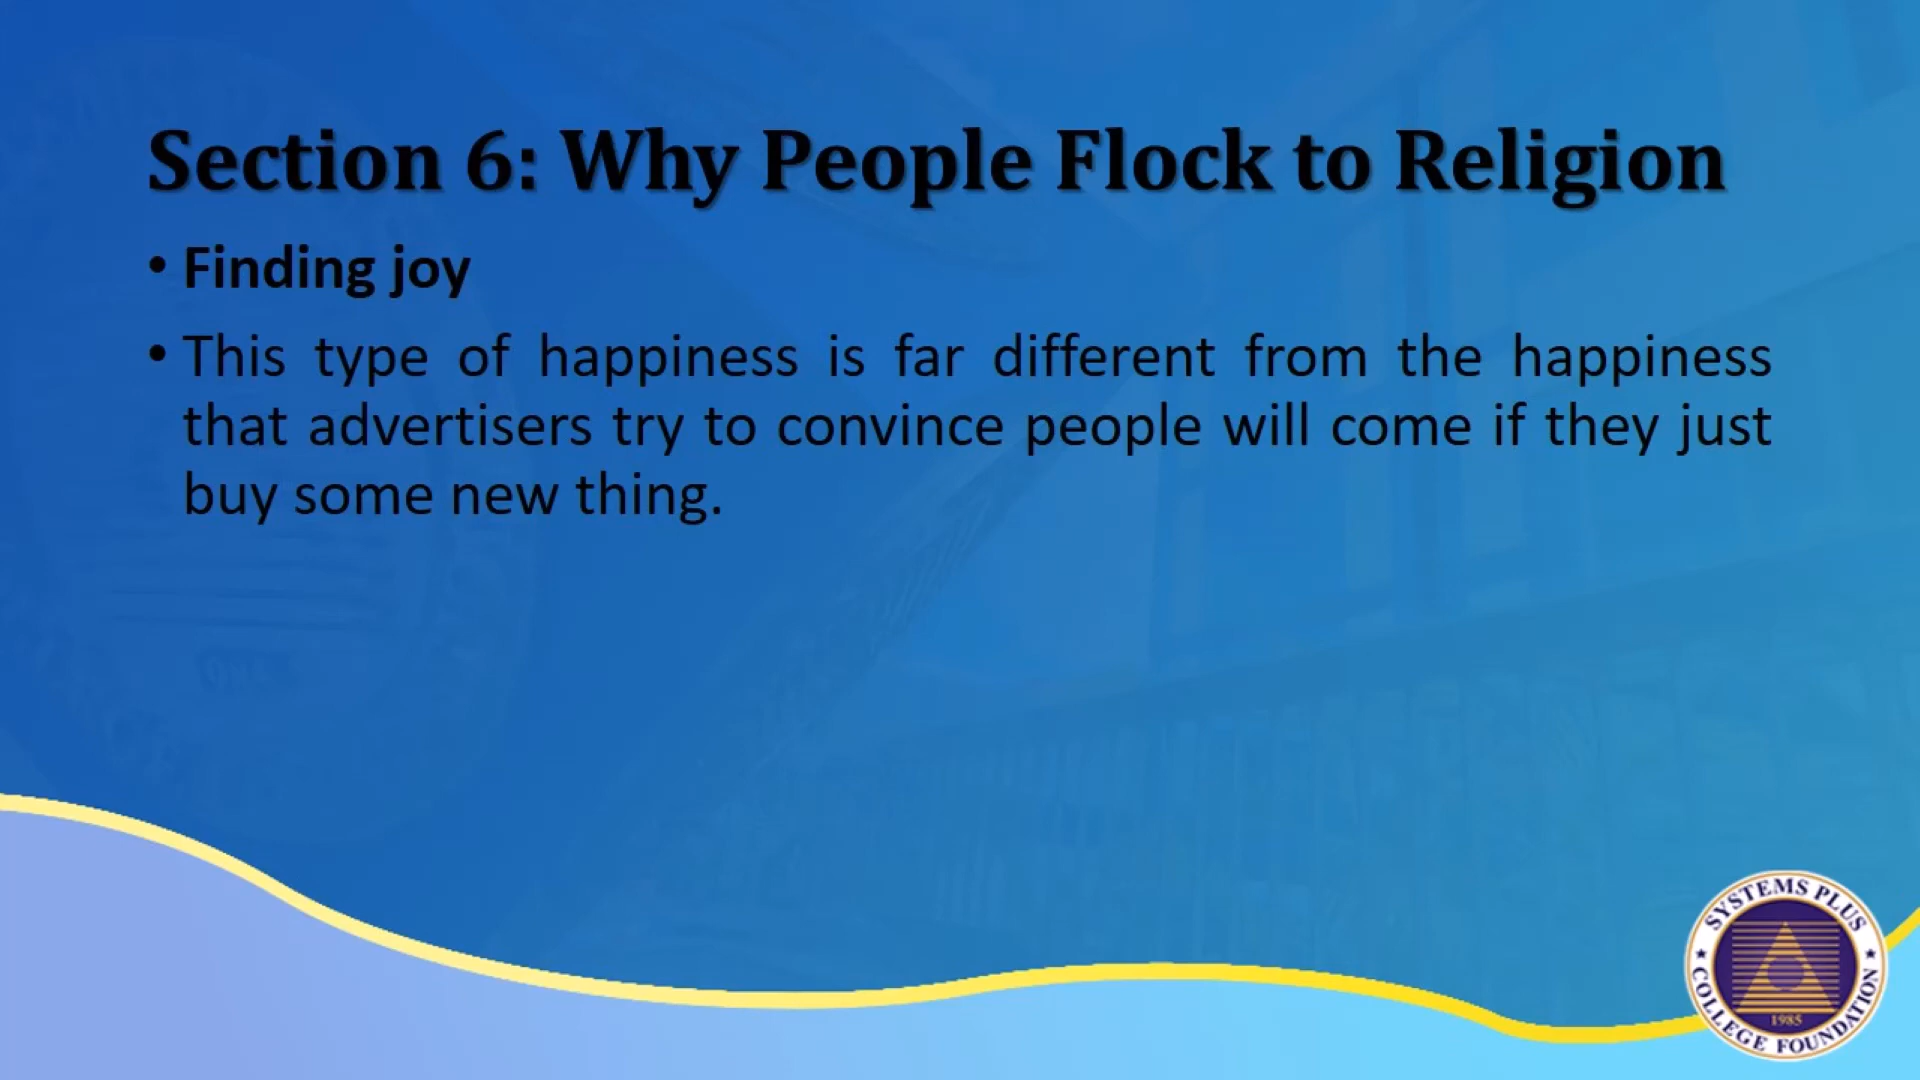 Section 6: Why People Flock to Religion
• Finding joy
• This type of happiness is far different from the happiness
that advertisers try to convince people will come if they just
buy some new thing.
SYSTEMS PLUS
COLLEGE FOUNDATION
1985